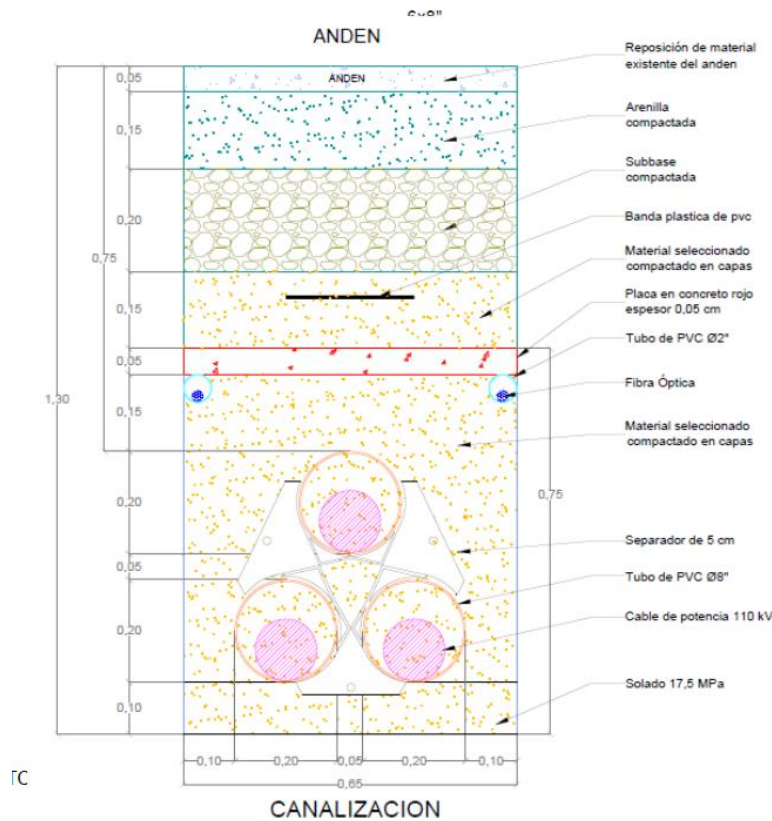 6x8"
ANDEN
ANDEN
0,05
0,15
0,20
0,75
0,15
0,05
1,30
0,15
0,20
0,05
0,20
0,10
0,75
Reposición de material
existente del anden
Arenilla
compactada
Subbase
compactada
Banda plastica de pvc
Material seleccionado
compactado en capas
Placa en concreto rojo
espesor 0,05 cm
Tubo de PVC Ø2"
Fibra Óptica
Material seleccionado
compactado en capas
Separador de 5 cm
Tubo de PVC Ø8"
Cable de potencia 110 kV
Solado 17,5 MPa
0,10 0,20 0,05 0,20 0,10
0,65
TC
CANALIZACION